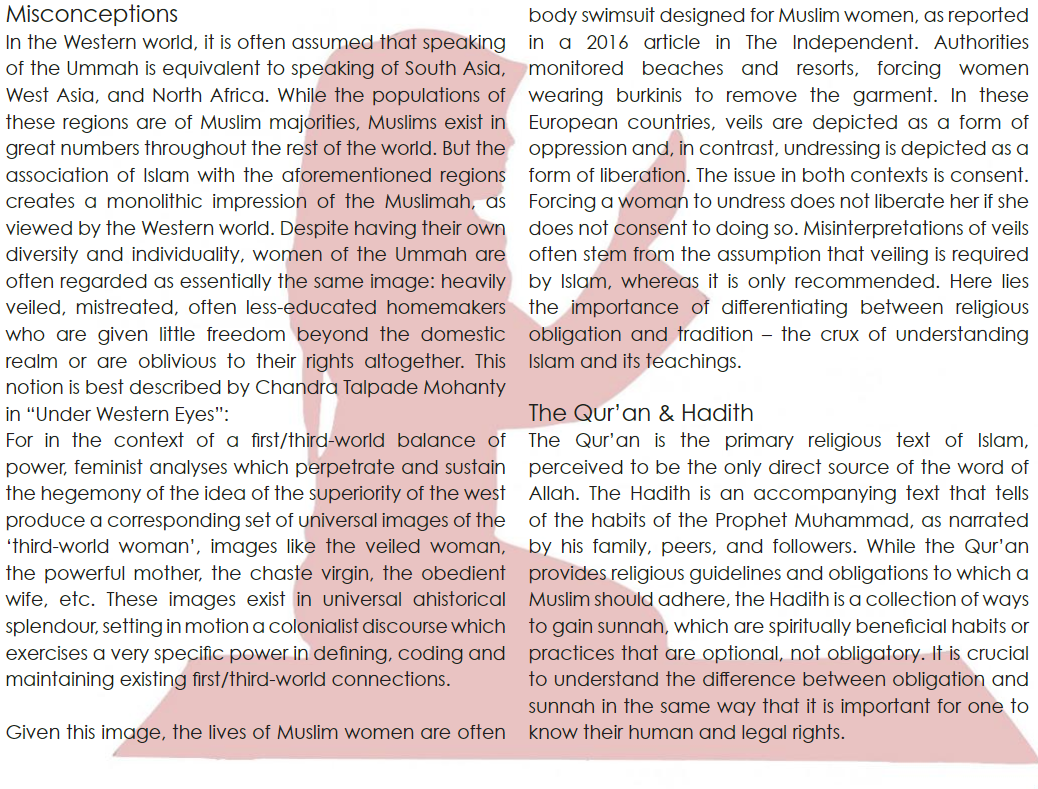 Misconceptions
In the Western world, it is often assumed that speaking
of the Ummah is equivalent to speaking of South Asia,
West Asia, and North Africa. While the populations of
these regions are of Muslim majorities, Muslims exist in
great numbers throughout the rest of the world. But the
association of Islam with the aforementioned regions
creates a monolithic impression of the Muslimah, as
viewed by the Western world. Despite having their own
diversity and individuality, women of the Ummah are
often regarded as essentially the same image: heavily
veiled, mistreated, often less-educated homemakers
who are given little freedom beyond the domestic
realm or are oblivious to their rights altogether. This
notion is best described by Chandra Talpade Mohanty
in “Under Western Eyes”:
For in the context of a first/third-world balance of
power, feminist analyses which perpetrate and sustain
the hegemony of the idea of the superiority of the west
produce a corresponding set of universal images of the
‘third-world woman’, images like the veiled woman,
the powerful mother, the chaste virgin, the obedient
wife, etc. These images exist in universal ahistorical
splendour, setting in motion a colonialist discourse which
exercises a very specific power in defining, coding and
maintaining existing first/third-world connections.
Given this image, the lives of Muslim women are often
body swimsuit designed for Muslim women, as reported
in a 2016 article in The Independent. Authorities
monitored beaches and resorts, forcing women
wearing burkinis to remove the garment. In these
European countries, veils are depicted as a form of
oppression and, in contrast, undressing is depicted as a
form of liberation. The issue in both contexts is consent.
Forcing a woman to undress does not liberate her if she
does not consent to doing so. Misinterpretations of veils
often stem from the assumption that veiling is required
by Islam, whereas it is only recommended. Here lies
the importance of differentiating between religious
obligation and tradition – the crux of understanding
Islam and its teachings.
The Qur’an & Hadith
The Qur’an is the primary religious text of Islam,
perceived to be the only direct source of the word of
Allah. The Hadith is an accompanying text that tells
of the habits of the Prophet Muhammad, as narrated
by his family, peers, and followers. While the Qur’an
provides religious guidelines and obligations to which a
Muslim should adhere, the Hadith is a collection of ways
to gain sunnah, which are spiritually beneficial habits or
practices that are optional, not obligatory. It is crucial
to understand the difference between obligation and
sunnah in the same way that it is important for one to
know their human and legal rights.